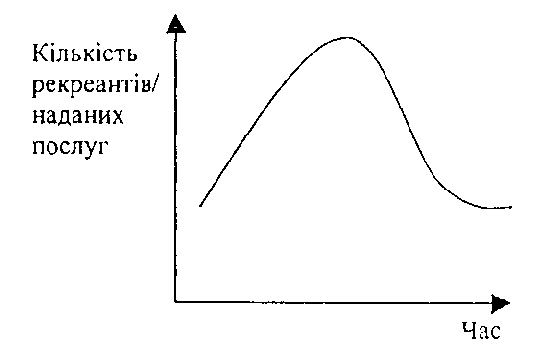 Кількість
рекреантів/
наданих
послуг
Час